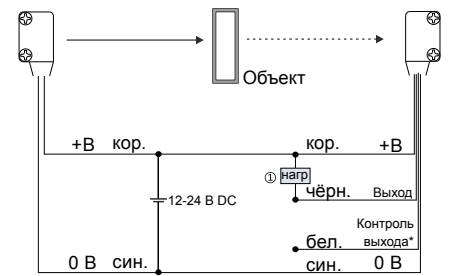 Объект
+В кор. кор. +В
① нагр
12-24 В DC
чёрн. Выход
Контроль
бел. выхода*
0 В син. син. 0 В